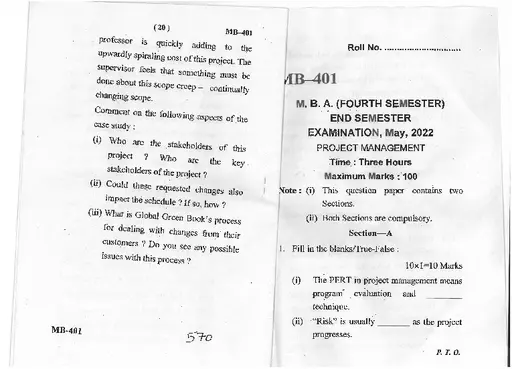 ( 20 )
MB–401
professor is quickly adding to the
upwardly spiraling cost of this project. The
supervisor feels that something must be
done about this scope creep – continually
changing scope.
Comment on the following aspects of the
case study :
(i) Who are the stakeholders of this
project ? Who are the key
stakeholders of the project ?
(ii) Could these requested changes also
impact the schedule ? If so, how ?
(iii) What is Global Green Book's process
for dealing with changes from their
customers ? Do you see any possible
issues with this process ?
MB–401
570
Roll No. ..............................
MB–401
M. B. A. (FOURTH SEMESTER)
END SEMESTER
EXAMINATION, May, 2022
PROJECT MANAGEMENT
Time : Three Hours
Maximum Marks : 100
Note : (i) This question paper contains two
Sections.
(ii) Both Sections are compulsory.
Section—A
1. Fill in the blanks/True-False :
10×1=10 Marks
(i) The PERT in project management means
program evaluation and _______
technique.
(ii) “Risk” is usually _______ as the project
progresses.
P. T. O.